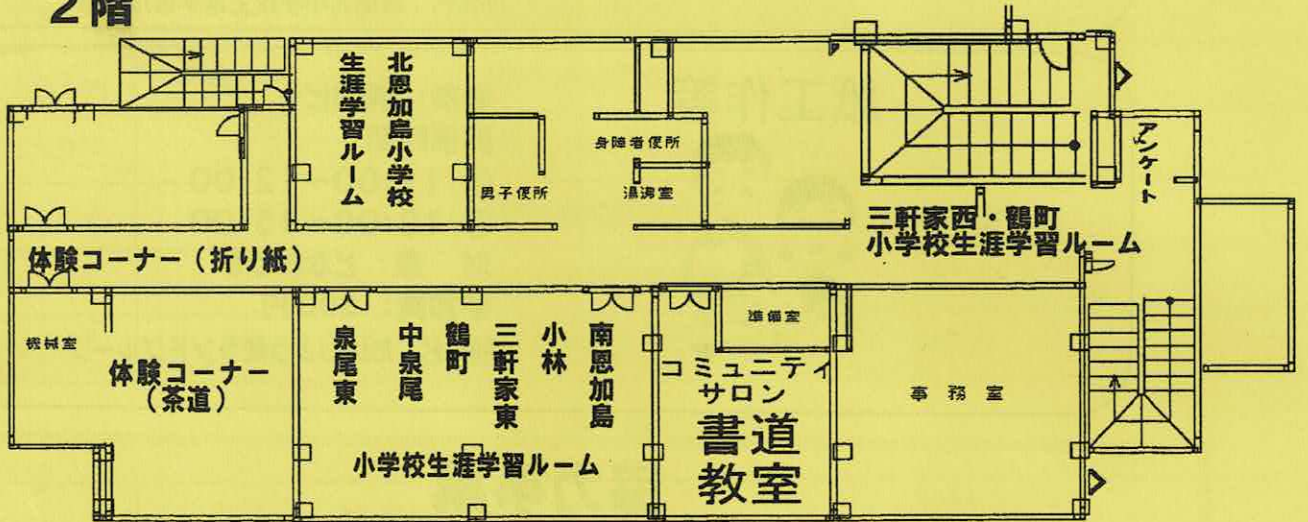 2階
北恩加島小学校
生涯学習ルーム
男子便所
身障者便所
湯沸室
アンケート
三軒家西・鶴町
小学校生涯学習ルーム
体験コーナー(折り紙)
機械室
体験コーナー
(茶道)
南恩加島
小林
三軒家東
鶴町
中泉尾
泉尾東
小学校生涯学習ルーム
準備室
コミュニティ
サロン
書道
教室
事務室